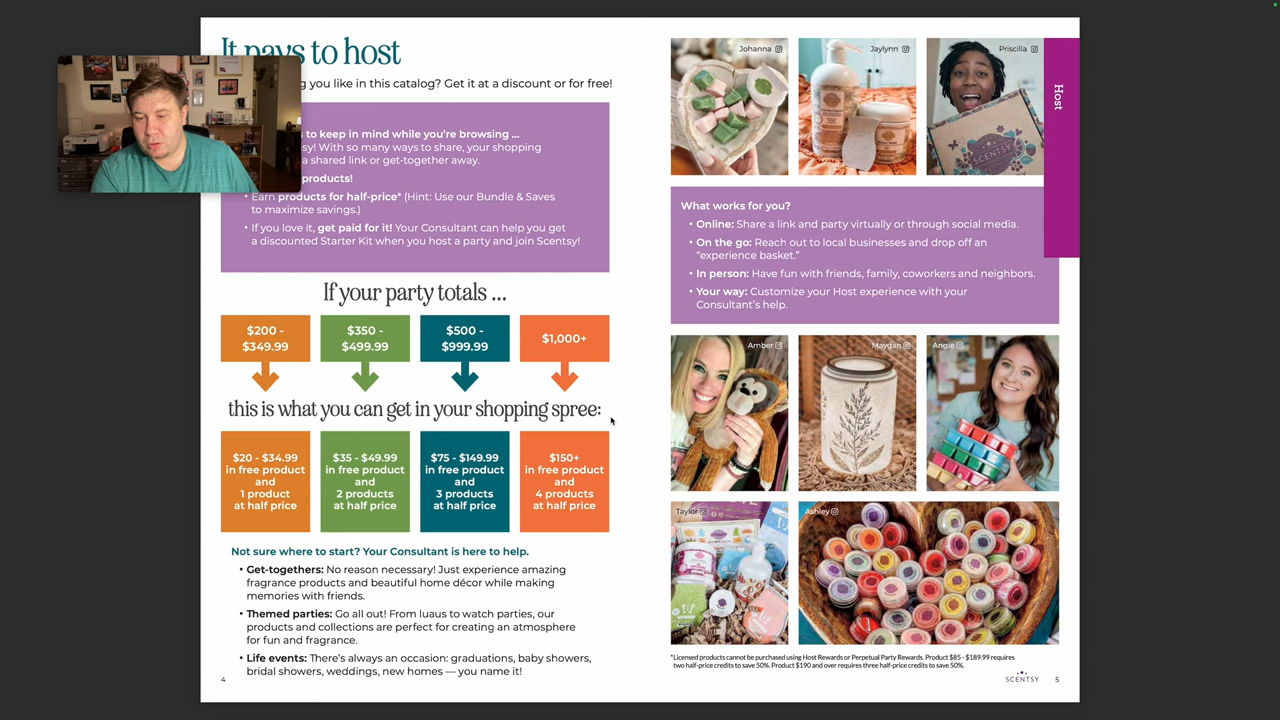 It pays to host
you like in this catalog? Get it at a discount or for free!
to keep in mind while you're browsing ...
With so many ways to share, your shopping
a shared link or get-together away.
products!
• Earn products for half-price* (Hint: Use our Bundle & Saves
to maximize savings.)
• If you love it, get paid for it! Your Consultant can help you get
a discounted Starter Kit when you host a party and join Scentsy!
If your party totals ...
$200 -
$349.99
$350 -
$499.99
$500 -
$999.99
$1,000+
this is what you can get in your shopping spree:
$20 - $34.99
in free product
and
1 product
at half price
$35 - $49.99
in free product
and
2 products
at half price
$75 - $149.99
in free product
and
3 products
at half price
$150+
in free product
and
4 products
at half price
Not sure where to start? Your Consultant is here to help.
• Get-togethers: No reason necessary! Just experience amazing
fragrance products and beautiful home décor while making
memories with friends.
• Themed parties: Go all out! From luaus to watch parties, our
products and collections are perfect for creating an atmosphere
for fun and fragrance.
• Life events: There's always an occasion: graduations, baby showers,
bridal showers, weddings, new homes — you name it!
4
Johanna
Jaylynn
Priscilla
SCENTSY
Host
What works for you?
• Online: Share a link and party virtually or through social media.
• On the go: Reach out to local businesses and drop off an
"experience basket."
• In person: Have fun with friends, family, coworkers and neighbors.
• Your way: Customize your Host experience with your
Consultant's help.
Amber
Maygan
Angie
Taylor
Ashley
*Licensed products cannot be purchased using Host Rewards or Perpetual Party Rewards. Product $85 - $189.99 requires
two half-price credits to save 50%. Product $190 and over requires three half-price credits to save 50%.
SCENTSY
5